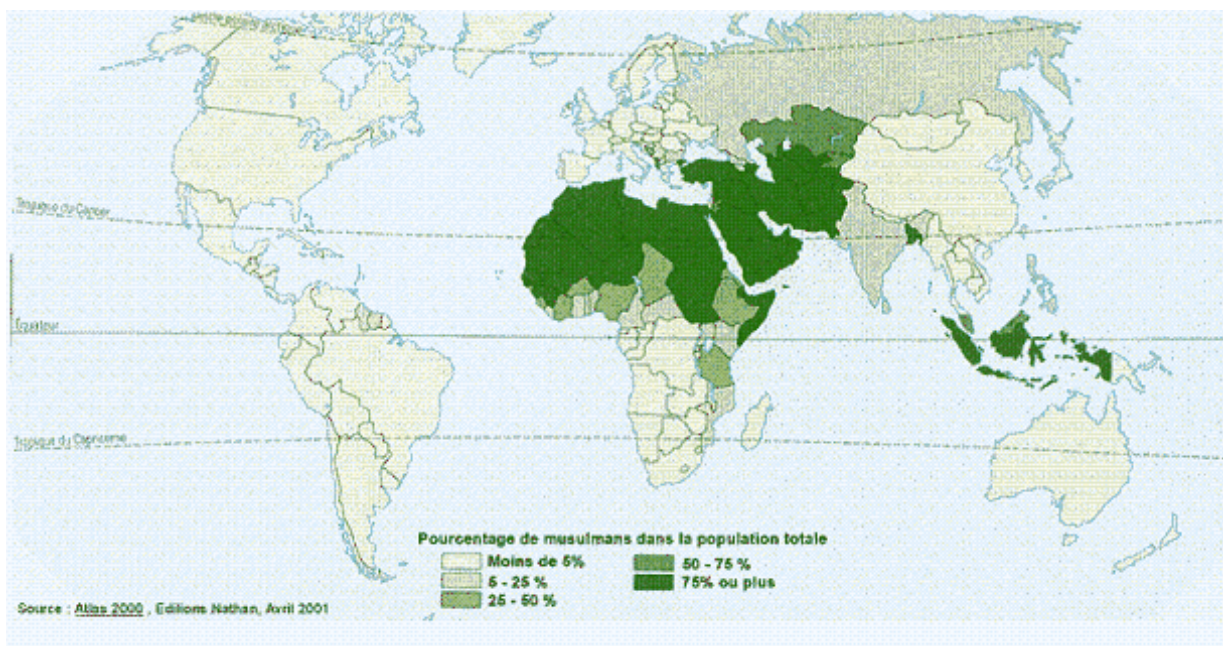 Tropique du Cancer
Équateur
Tropique du Capricorne
Pourcentage de musulmans dans la population totale
Moins de 5%
5 - 25 %
25 - 50 %
50 - 75 %
75% ou plus
Source : Atlas 2000 , Editions Nathan, Avril 2001